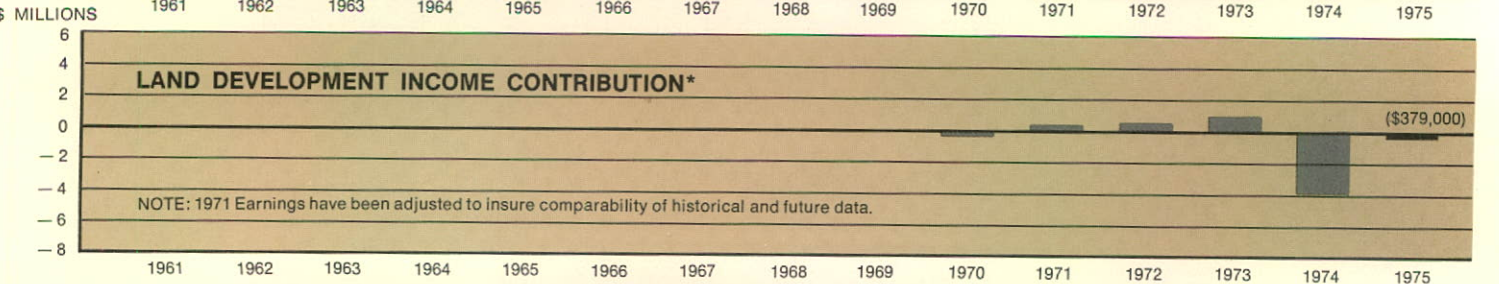 1961 1962 1963 1964 1965 1966 1967 1968 1969 1970 1971 1972 1973 1974 1975
$ MILLIONS
6
4
LAND DEVELOPMENT INCOME CONTRIBUTION*
2
($379,000)
0
— 2
— 4
NOTE: 1971 Earnings have been adjusted to insure comparability of historical and future data.
— 6
— 8
1961 1962 1963 1964 1965 1966 1967 1968 1969 1970 1971 1972 1973 1974 1975